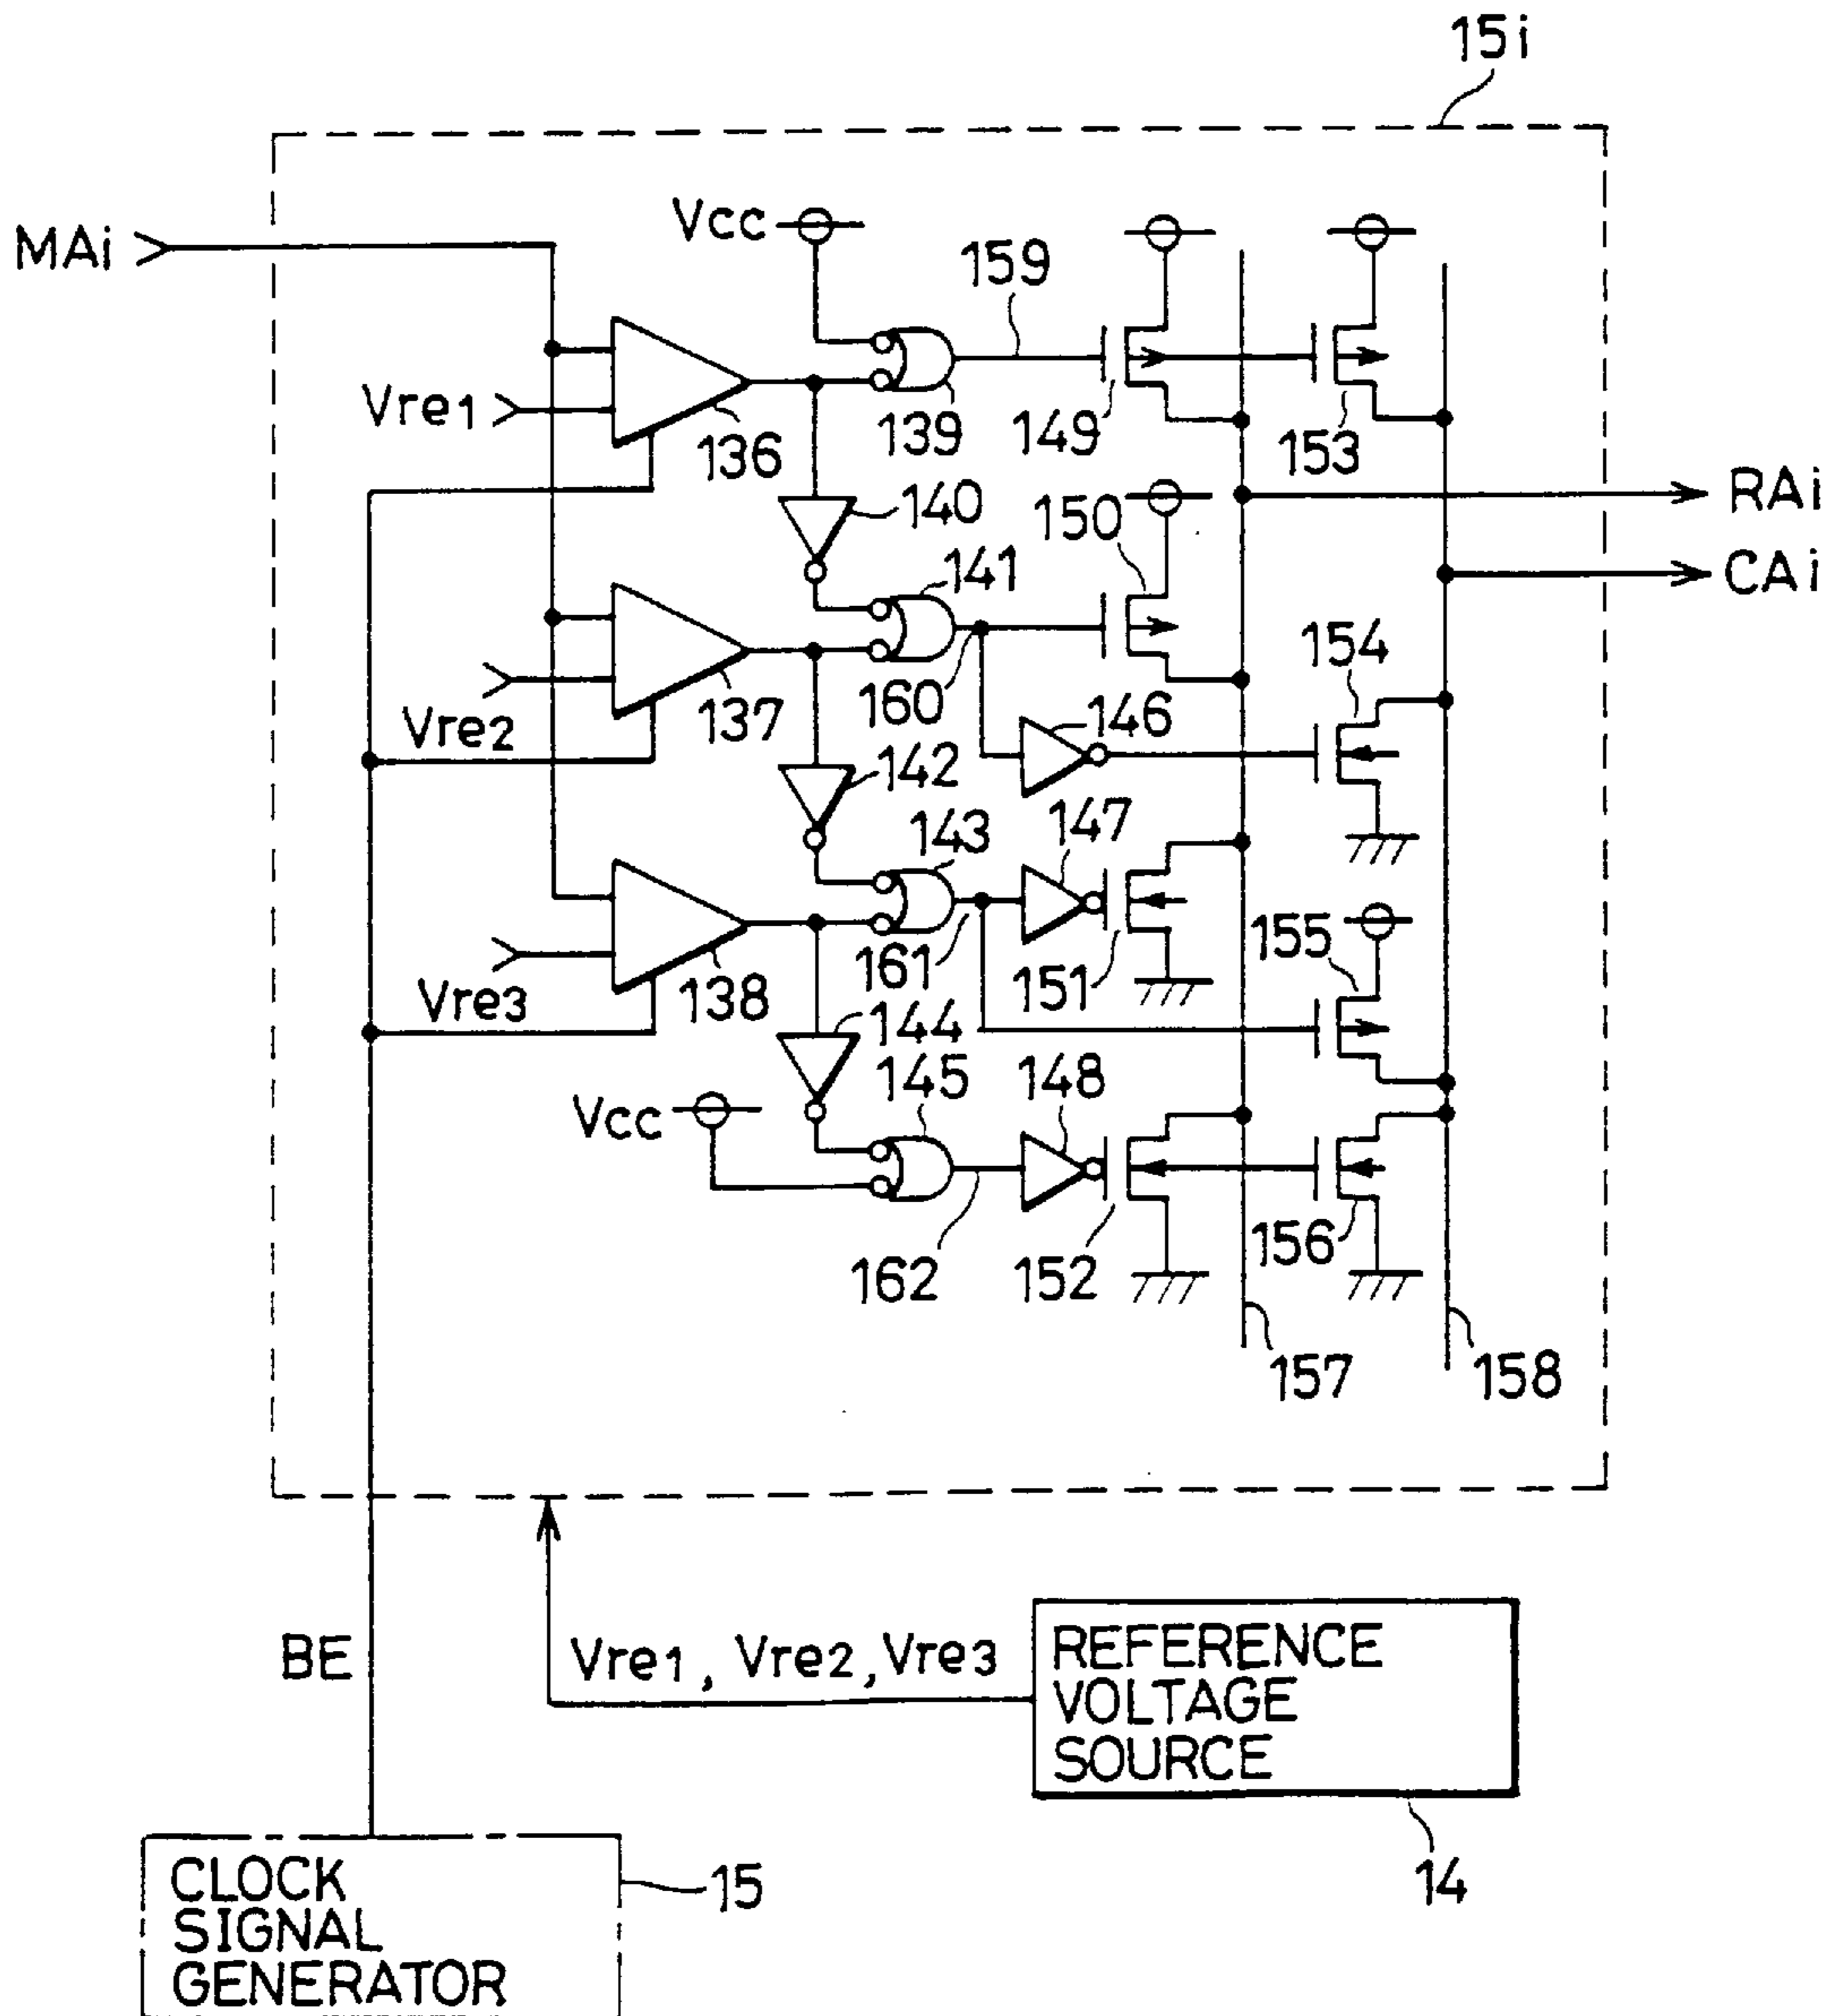 15i
MAi
Vcc
159
Vre1
136
139
149
153
RAi
140
150
CAi
141
154
160
146
Vre2
137
142
147
143
155
161
151
Vre3
138
144
145
148
Vcc
156
162
152
157
158
BE
Vre1, Vre2, Vre3
REFERENCE
VOLTAGE
SOURCE
14
CLOCK
SIGNAL
GENERATOR
15